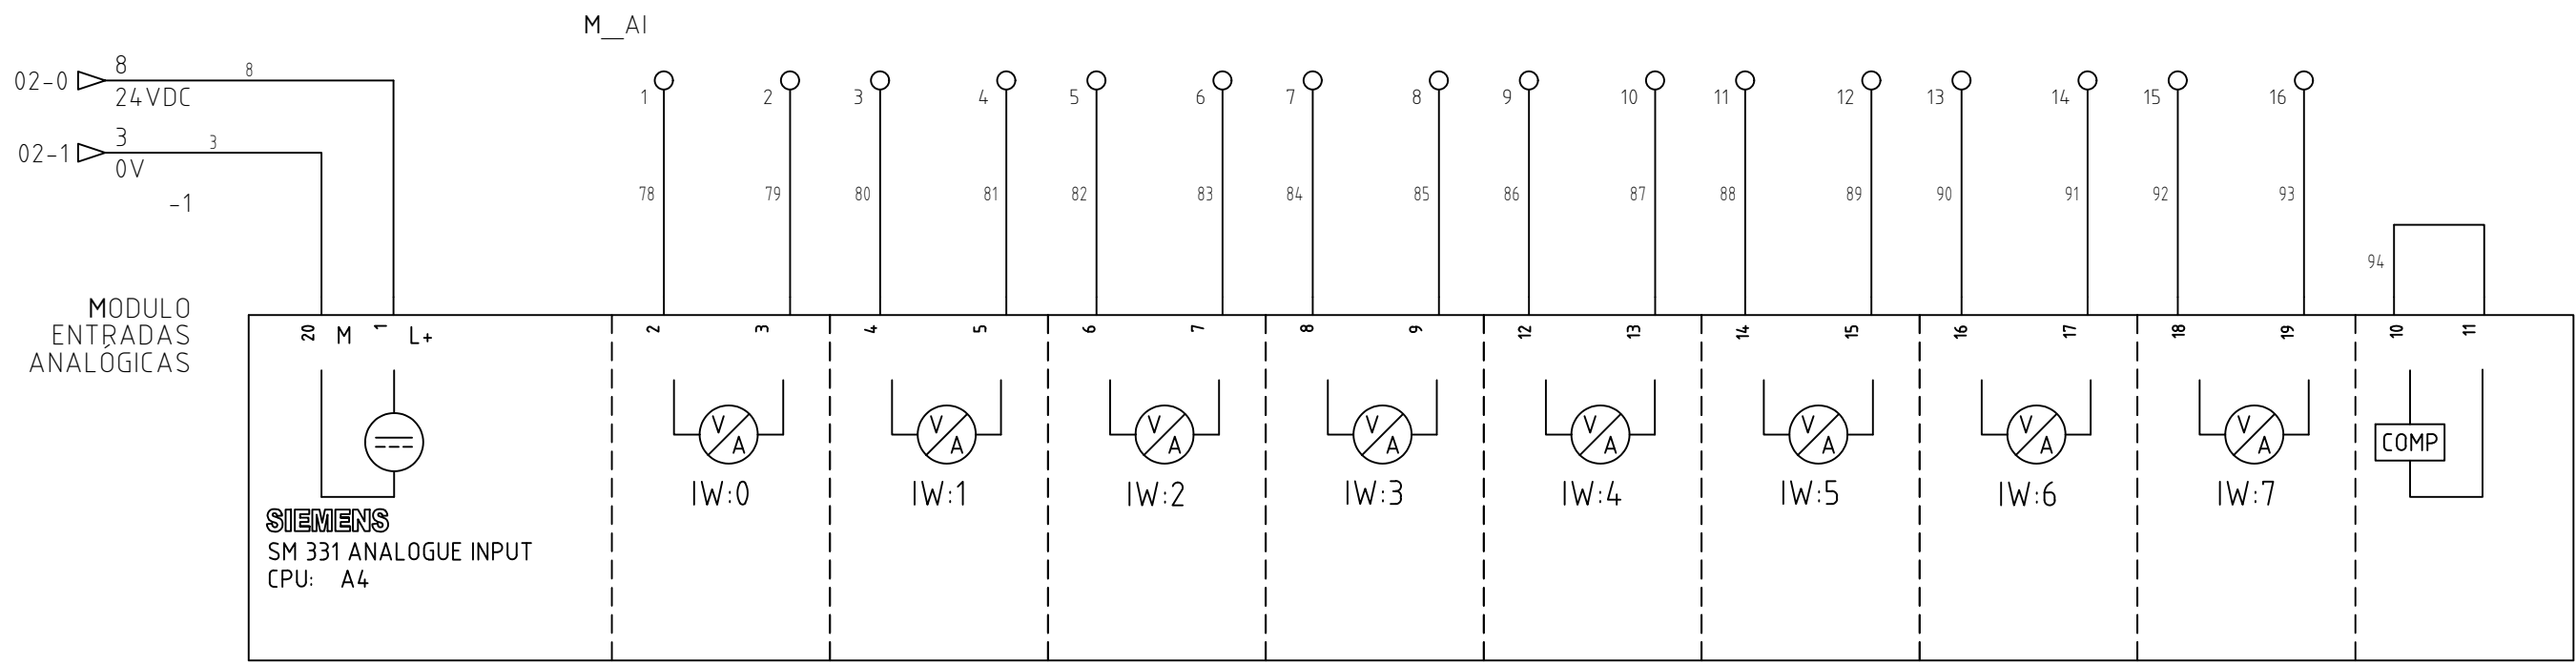 M__AI
02-0 8 8
24VDC
1 2 3 4 5 6 7 8 9 10 11 12 13 14 15 16
02-1 3 3
0V
-1
78 79 80 81 82 83 84 85 86 87 88 89 90 91 92 93
94
MODULO
ENTRADAS
ANALÓGICAS
20 M 1 L+ 2 3 4 5 6 7 8 9 12 13 14 15 16 17 18 19 10 11
V A V A V A V A V A V A V A V A COMP
IW:0 IW:1 IW:2 IW:3 IW:4 IW:5 IW:6 IW:7
SIEMENS
SM 331 ANALOGUE INPUT
CPU: A4